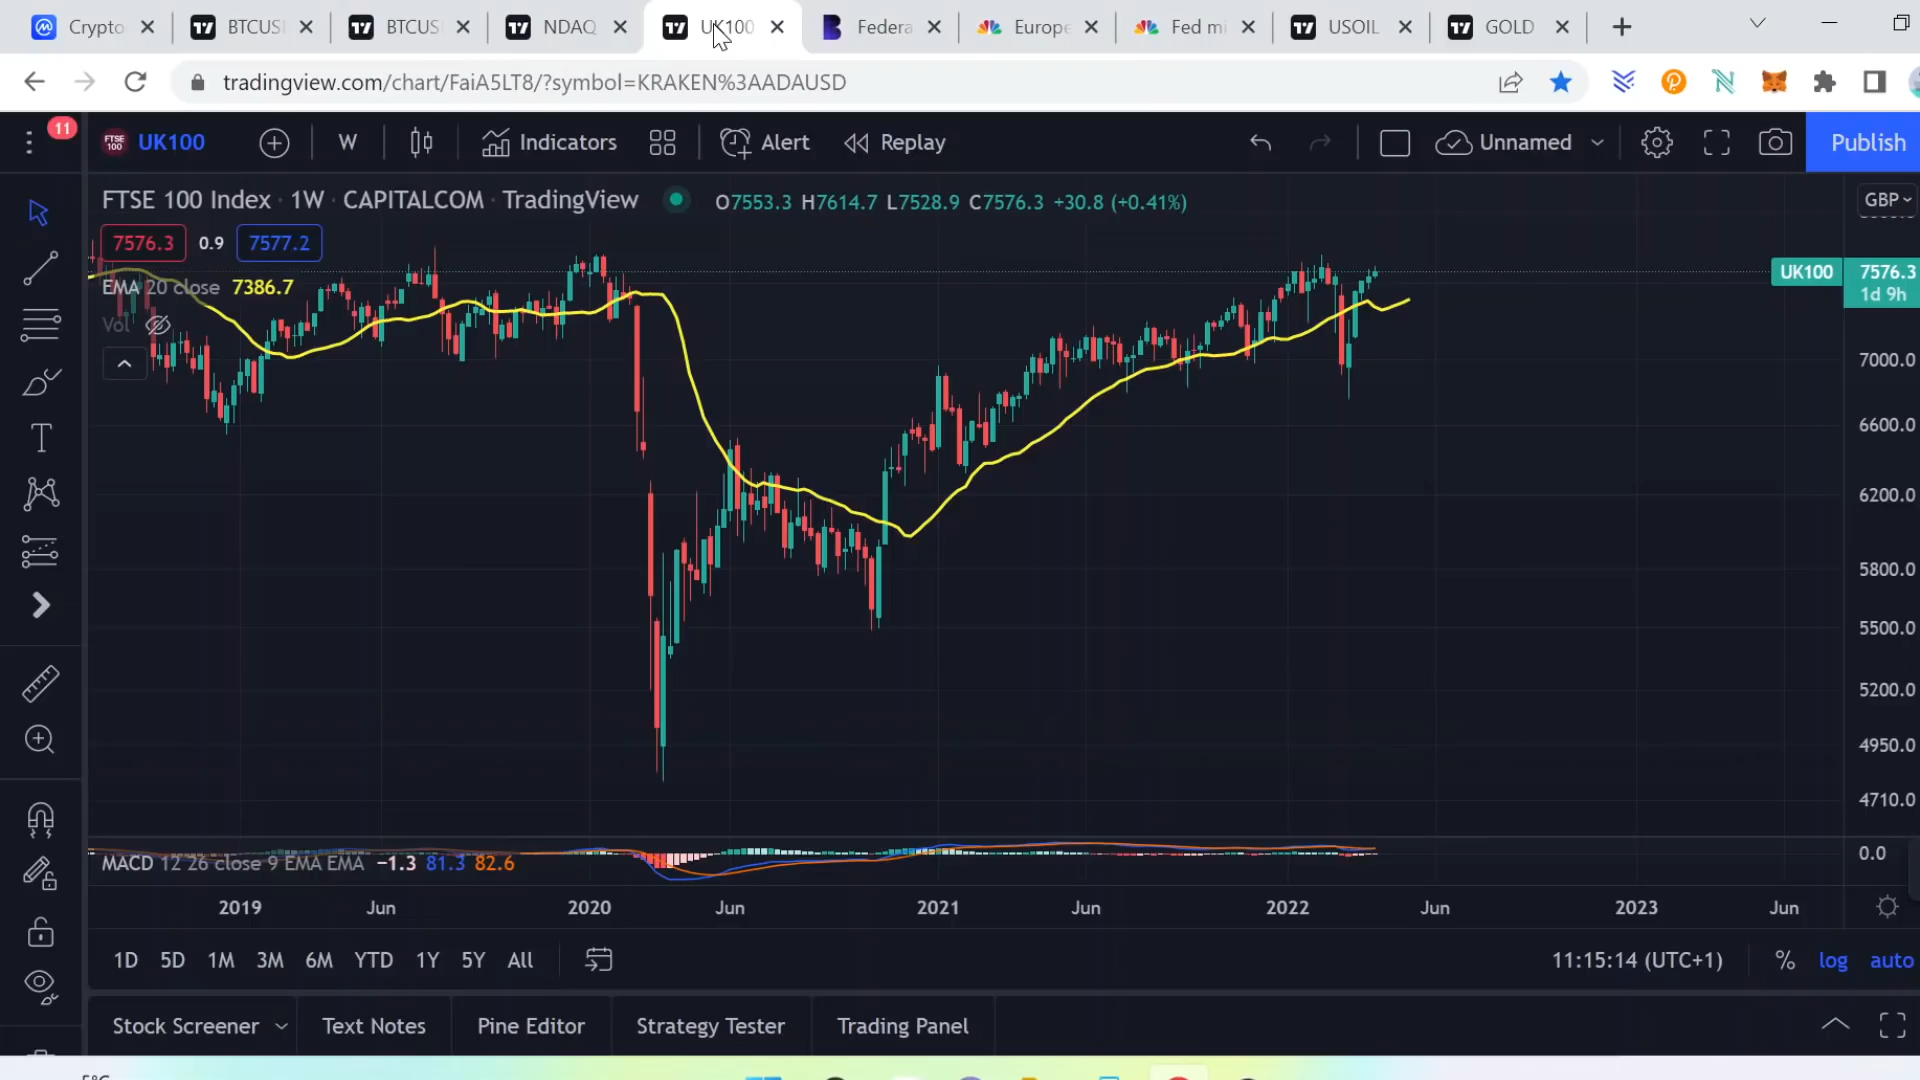 Crypto
BTCUSI
BTCUSI
NDAQ
UK100
Federa
Europe
Fed mi
USOIL
GOLD
tradingview.com/chart/FaiA5LT8/?symbol=KRAKEN%3AADAUSD
11
FTSE 100
UK100
W
Indicators
Alert
Replay
Unnamed
Publish
FTSE 100 Index · 1W · CAPITALCOM · TradingView
O7553.3 H7614.7 L7528.9 C7576.3 +30.8 (+0.41%)
GBP
7576.3 0.9 7577.2
UK100 7576.3
1d 9h
EMA 20 close 7386.7
Vol
7000.0
6600.0
6200.0
5800.0
5500.0
5200.0
4950.0
4710.0
MACD 12 26 close 9 EMA EMA −1.3 81.3 82.6
0.0
2019 Jun 2020 Jun 2021 Jun 2022 Jun 2023 Jun
1D 5D 1M 3M 6M YTD 1Y 5Y All
11:15:14 (UTC+1) % log auto
Stock Screener Text Notes Pine Editor Strategy Tester Trading Panel